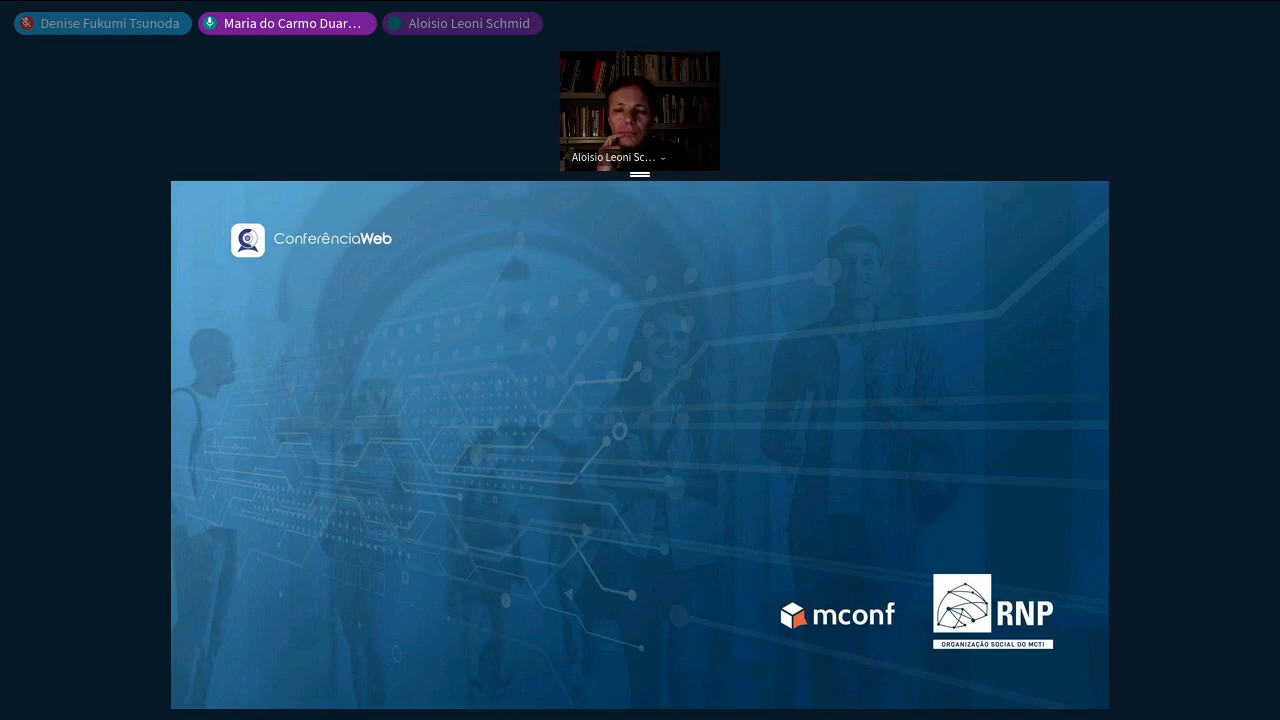 Denise Fukumi Tsunoda
Maria do Carmo Duar…
Aloisio Leoni Schmid
Aloisio Leoni Sc…
ConferênciaWeb
mconf
RNP
ORGANIZAÇÃO SOCIAL DO MCTI